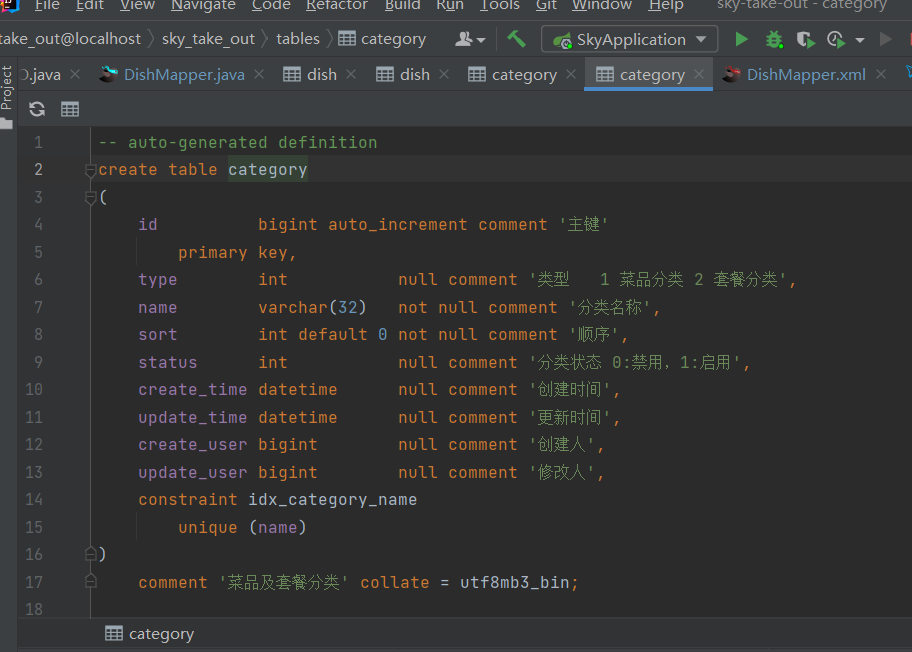 File Edit View Navigate Code Refactor Build Run Tools Git Window Help sky-take-out - category
take_out@localhost sky_take_out tables category SkyApplication
.java DishMapper.java dish dish category category DishMapper.xml
Project
1 -- auto-generated definition
2 create table category
3 (
4 id bigint auto_increment comment '主键'
5 primary key,
6 type int null comment '类型 1 菜品分类 2 套餐分类',
7 name varchar(32) not null comment '分类名称',
8 sort int default 0 not null comment '顺序',
9 status int null comment '分类状态 0:禁用，1:启用',
10 create_time datetime null comment '创建时间',
11 update_time datetime null comment '更新时间',
12 create_user bigint null comment '创建人',
13 update_user bigint null comment '修改人',
14 constraint idx_category_name
15 unique (name)
16 )
17 comment '菜品及套餐分类' collate = utf8mb3_bin;
18
category